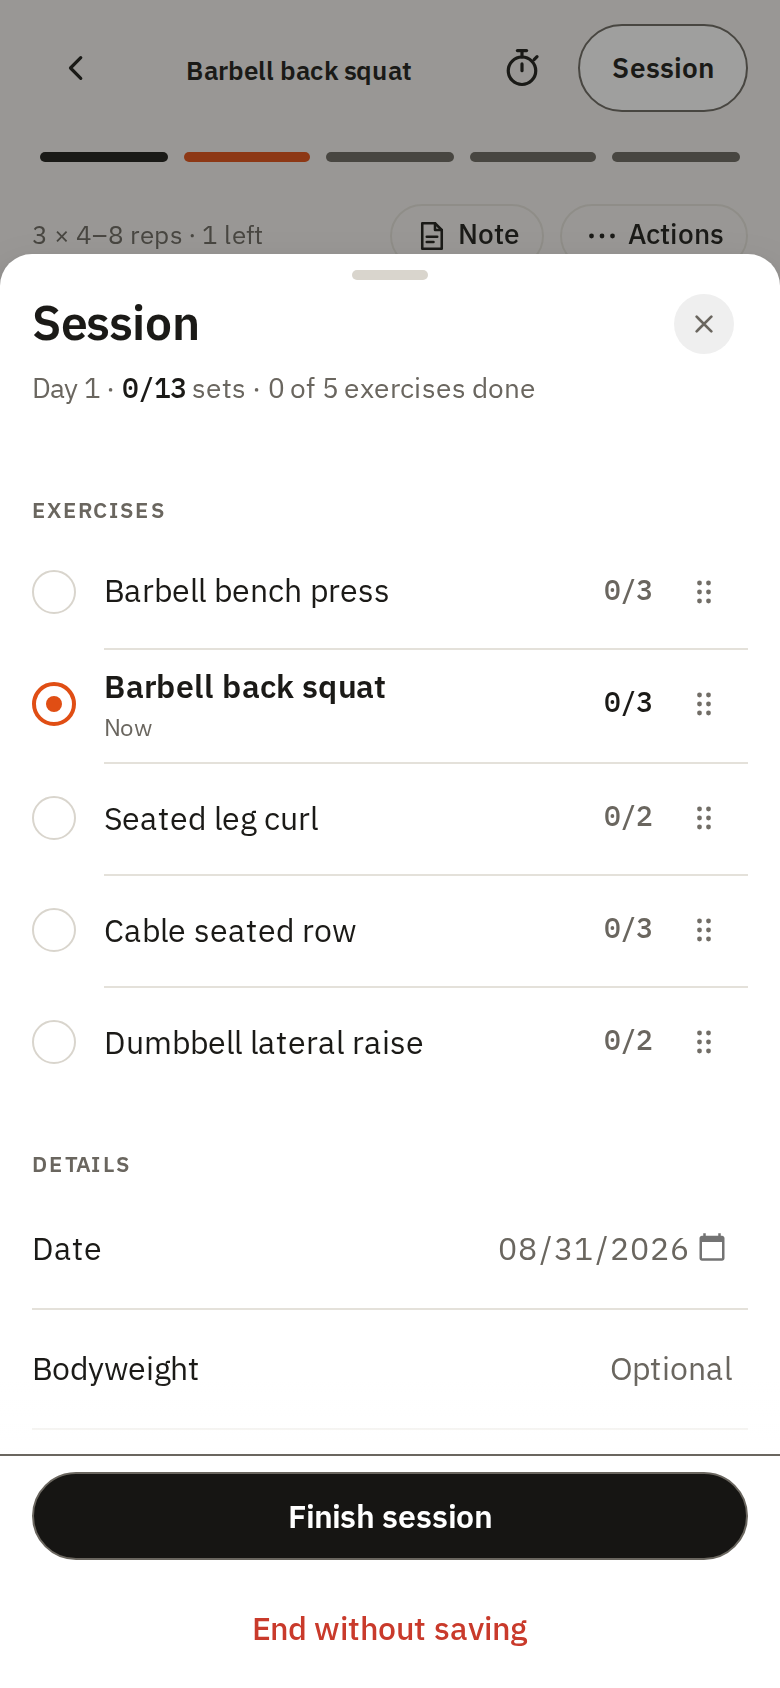 Barbell back squat
Session
3 × 4–8 reps · 1 left
Note
Actions
Session
Day 1 · 0/13 sets · 0 of 5 exercises done
EXERCISES
Barbell bench press 0/3
Barbell back squat 0/3
Now
Seated leg curl 0/2
Cable seated row 0/3
Dumbbell lateral raise 0/2
DETAILS
Date 08/31/2026
Bodyweight Optional
Finish session
End without saving